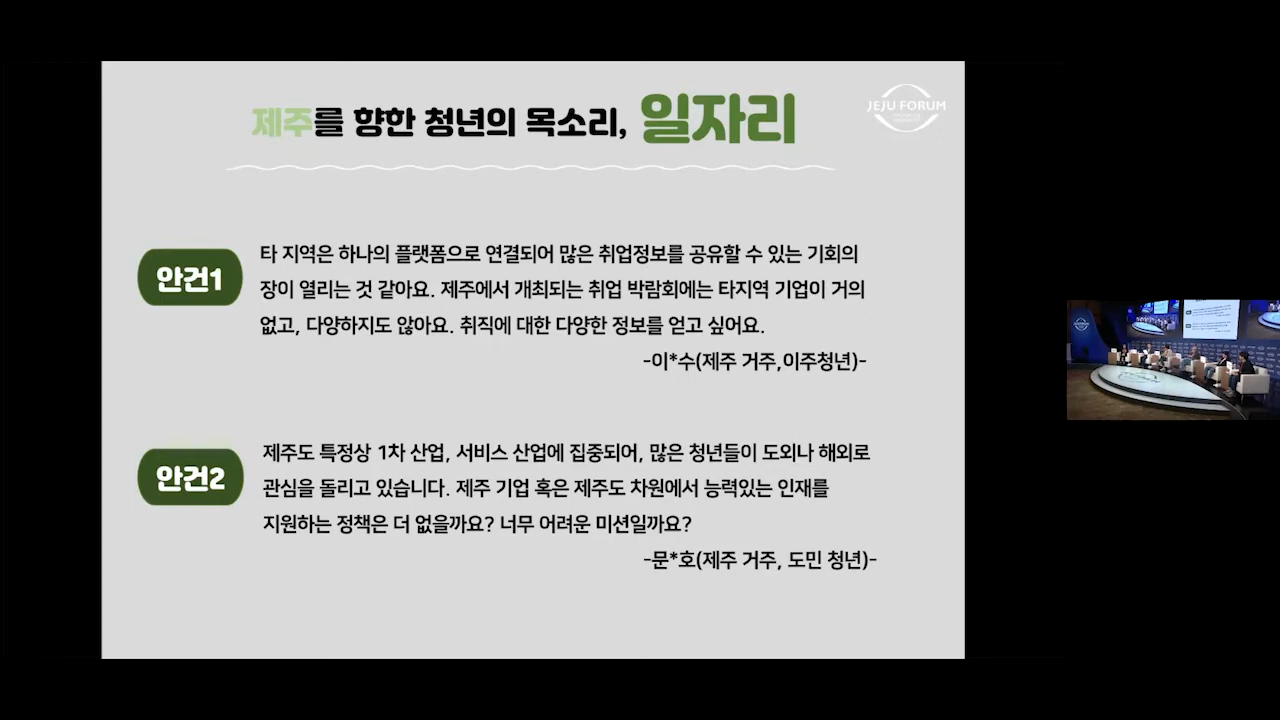 제주를 향한 청년의 목소리, 일자리
JEJU FORUM
안건1
타 지역은 하나의 플랫폼으로 연결되어 많은 취업정보를 공유할 수 있는 기회의
장이 열리는 것 같아요. 제주에서 개최되는 취업 박람회에는 타지역 기업이 거의
없고, 다양하지도 않아요. 취직에 대한 다양한 정보를 얻고 싶어요.
-이*수(제주 거주,이주청년)-
안건2
제주도 특정상 1차 산업, 서비스 산업에 집중되어, 많은 청년들이 도외나 해외로
관심을 돌리고 있습니다. 제주 기업 혹은 제주도 차원에서 능력있는 인재를
지원하는 정책은 더 없을까요? 너무 어려운 미션일까요?
-문*호(제주 거주, 도민 청년)-